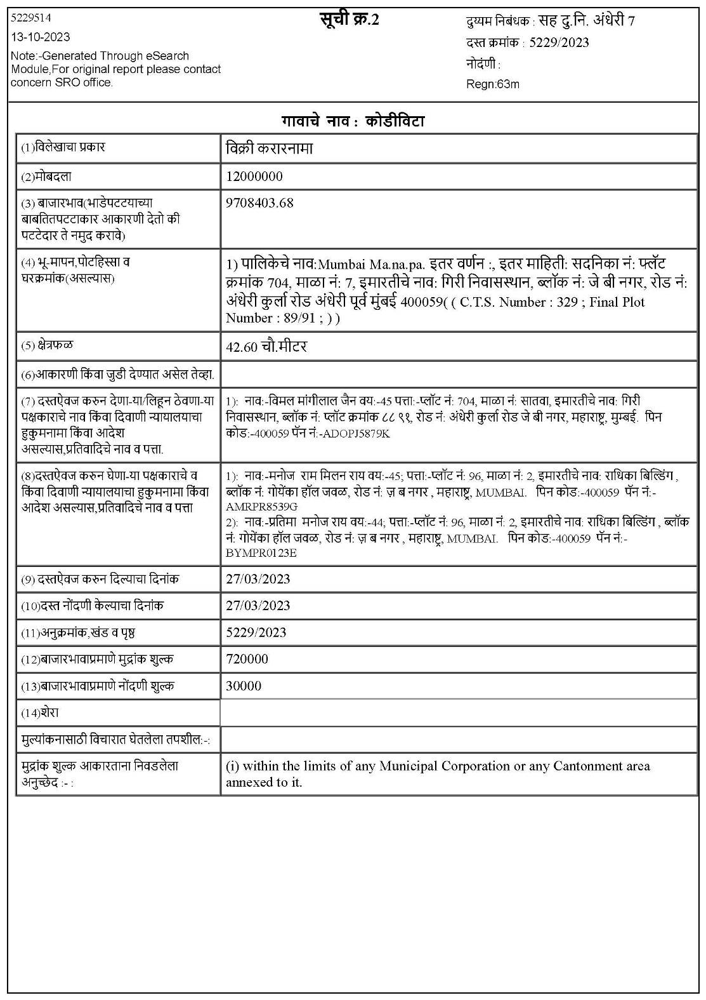 5229514
13-10-2023
Note:-Generated Through eSearch
Module,For original report please contact
concern SRO office.
सूची क्र.2
दुय्यम निबंधक : सह दु.नि. अंधेरी 7
दस्त क्रमांक : 5229/2023
नोदंणी :
Regn:63m
गावाचे नाव : कोडीविटा
(1)विलेखाचा प्रकार
विक्री करारनामा
(2)मोबदला
12000000
(3) बाजारभाव(भाडेपटटयाच्या
बाबतितपटटाकार आकारणी देतो की
पटटेदार ते नमुद करावे)
9708403.68
(4) भू-मापन,पोटहिस्सा व
घरक्रमांक(असल्यास)
1) पालिकेचे नाव:Mumbai Ma.na.pa. इतर वर्णन :, इतर माहिती: सदनिका नं: फ्लॅट
क्रमांक 704, माळा नं: 7, इमारतीचे नाव: गिरी निवासस्थान, ब्लॉक नं: जे बी नगर, रोड नं:
अंधेरी कुर्ला रोड अंधेरी पूर्व मुंबई 400059( ( C.T.S. Number : 329 ; Final Plot
Number : 89/91 ; ) )
(5) क्षेत्रफळ
42.60 चौ.मीटर
(6)आकारणी किंवा जुडी देण्यात असेल तेव्हा.
(7) दस्तऐवज करुन देणा-या/लिहून ठेवणा-या
पक्षकाराचे नाव किंवा दिवाणी न्यायालयाचा
हुकुमनामा किंवा आदेश
असल्यास,प्रतिवादिचे नाव व पत्ता.
1): नाव:-विमल मांगीलाल जैन वय:-45 पत्ता:-प्लॉट नं: 704, माळा नं: सातवा, इमारतीचे नाव: गिरी
निवासस्थान, ब्लॉक नं: प्लॉट क्रमांक ८८ ९१, रोड नं: अंधेरी कुर्ला रोड जे बी नगर, महाराष्ट्र, मुम्बई. पिन
कोड:-400059 पॅन नं:-ADOPJ5879K
(8)दस्तऐवज करुन घेणा-या पक्षकाराचे व
किंवा दिवाणी न्यायालयाचा हुकुमनामा किंवा
आदेश असल्यास,प्रतिवादिचे नाव व पत्ता
1): नाव:-मनोज राम मिलन राय वय:-45; पत्ता:-प्लॉट नं: 96, माळा नं: 2, इमारतीचे नाव: राधिका बिल्डिंग ,
ब्लॉक नं: गोयेंका हॉल जवळ, रोड नं: ज़ ब नगर , महाराष्ट्र, MUMBAI. पिन कोड:-400059 पॅन नं:-
AMRPR8539G
2): नाव:-प्रतिमा मनोज राय वय:-44; पत्ता:-प्लॉट नं: 96, माळा नं: 2, इमारतीचे नाव: राधिका बिल्डिंग , ब्लॉक
नं: गोयेंका हॉल जवळ, रोड नं: ज़ ब नगर , महाराष्ट्र, MUMBAI. पिन कोड:-400059 पॅन नं:-
BYMPR0123E
(9) दस्तऐवज करुन दिल्याचा दिनांक
27/03/2023
(10)दस्त नोंदणी केल्याचा दिनांक
27/03/2023
(11)अनुक्रमांक,खंड व पृष्ठ
5229/2023
(12)बाजारभावाप्रमाणे मुद्रांक शुल्क
720000
(13)बाजारभावाप्रमाणे नोंदणी शुल्क
30000
(14)शेरा
मुल्यांकनासाठी विचारात घेतलेला तपशील:-:
मुद्रांक शुल्क आकारताना निवडलेला
अनुच्छेद :- :
(i) within the limits of any Municipal Corporation or any Cantonment area
annexed to it.